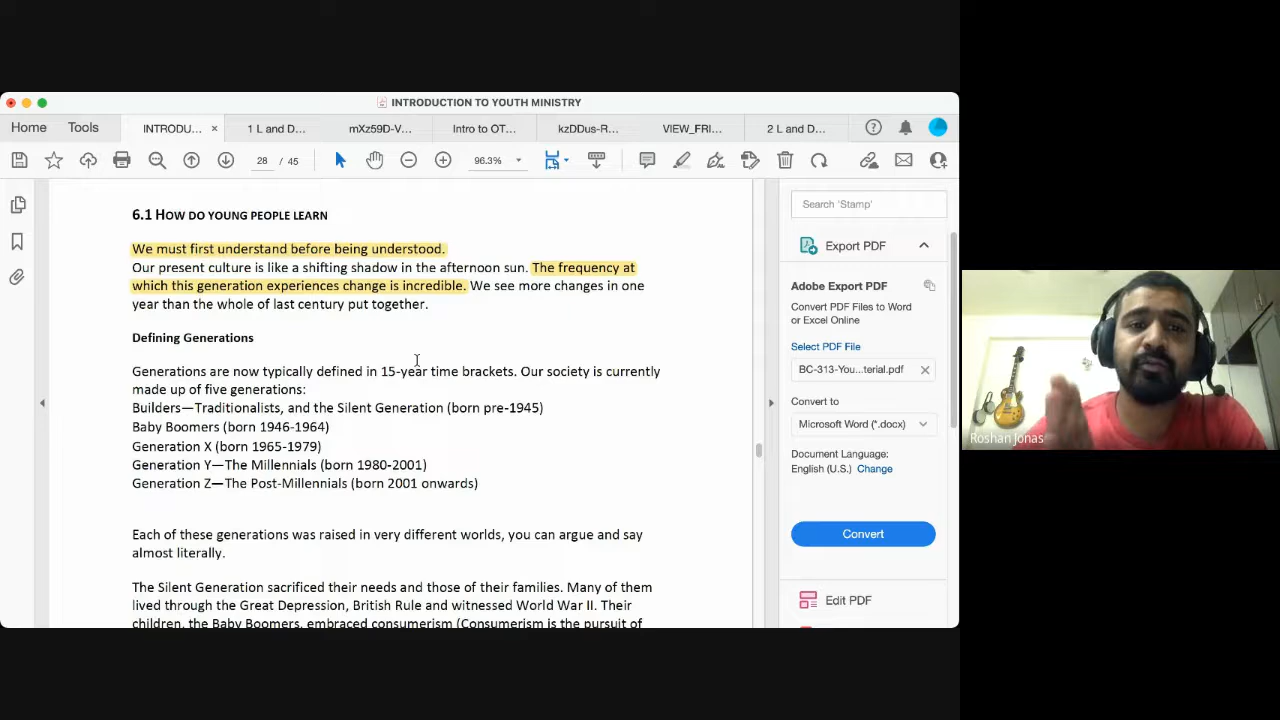 INTRODUCTION TO YOUTH MINISTRY
Home
Tools
INTRODU...
1 L and D...
mXz59D-V...
Intro to OT...
kzDDus-R...
VIEW_FRI...
2 L and D...
28 / 45
96.3%
6.1 HOW DO YOUNG PEOPLE LEARN
We must first understand before being understood.
Our present culture is like a shifting shadow in the afternoon sun. The frequency at
which this generation experiences change is incredible. We see more changes in one
year than the whole of last century put together.
Defining Generations
Generations are now typically defined in 15-year time brackets. Our society is currently
made up of five generations:
Builders—Traditionalists, and the Silent Generation (born pre-1945)
Baby Boomers (born 1946-1964)
Generation X (born 1965-1979)
Generation Y—The Millennials (born 1980-2001)
Generation Z—The Post-Millennials (born 2001 onwards)
Each of these generations was raised in very different worlds, you can argue and say
almost literally.
The Silent Generation sacrificed their needs and those of their families. Many of them
lived through the Great Depression, British Rule and witnessed World War II. Their
children, the Baby Boomers, embraced consumerism (Consumerism is the pursuit of
Search 'Stamp'
Export PDF
Adobe Export PDF
Convert PDF Files to Word
or Excel Online
Select PDF File
BC-313-You...terial.pdf
Convert to
Microsoft Word (*.docx)
Document Language:
English (U.S.) Change
Convert
Edit PDF
Roshan Jonas